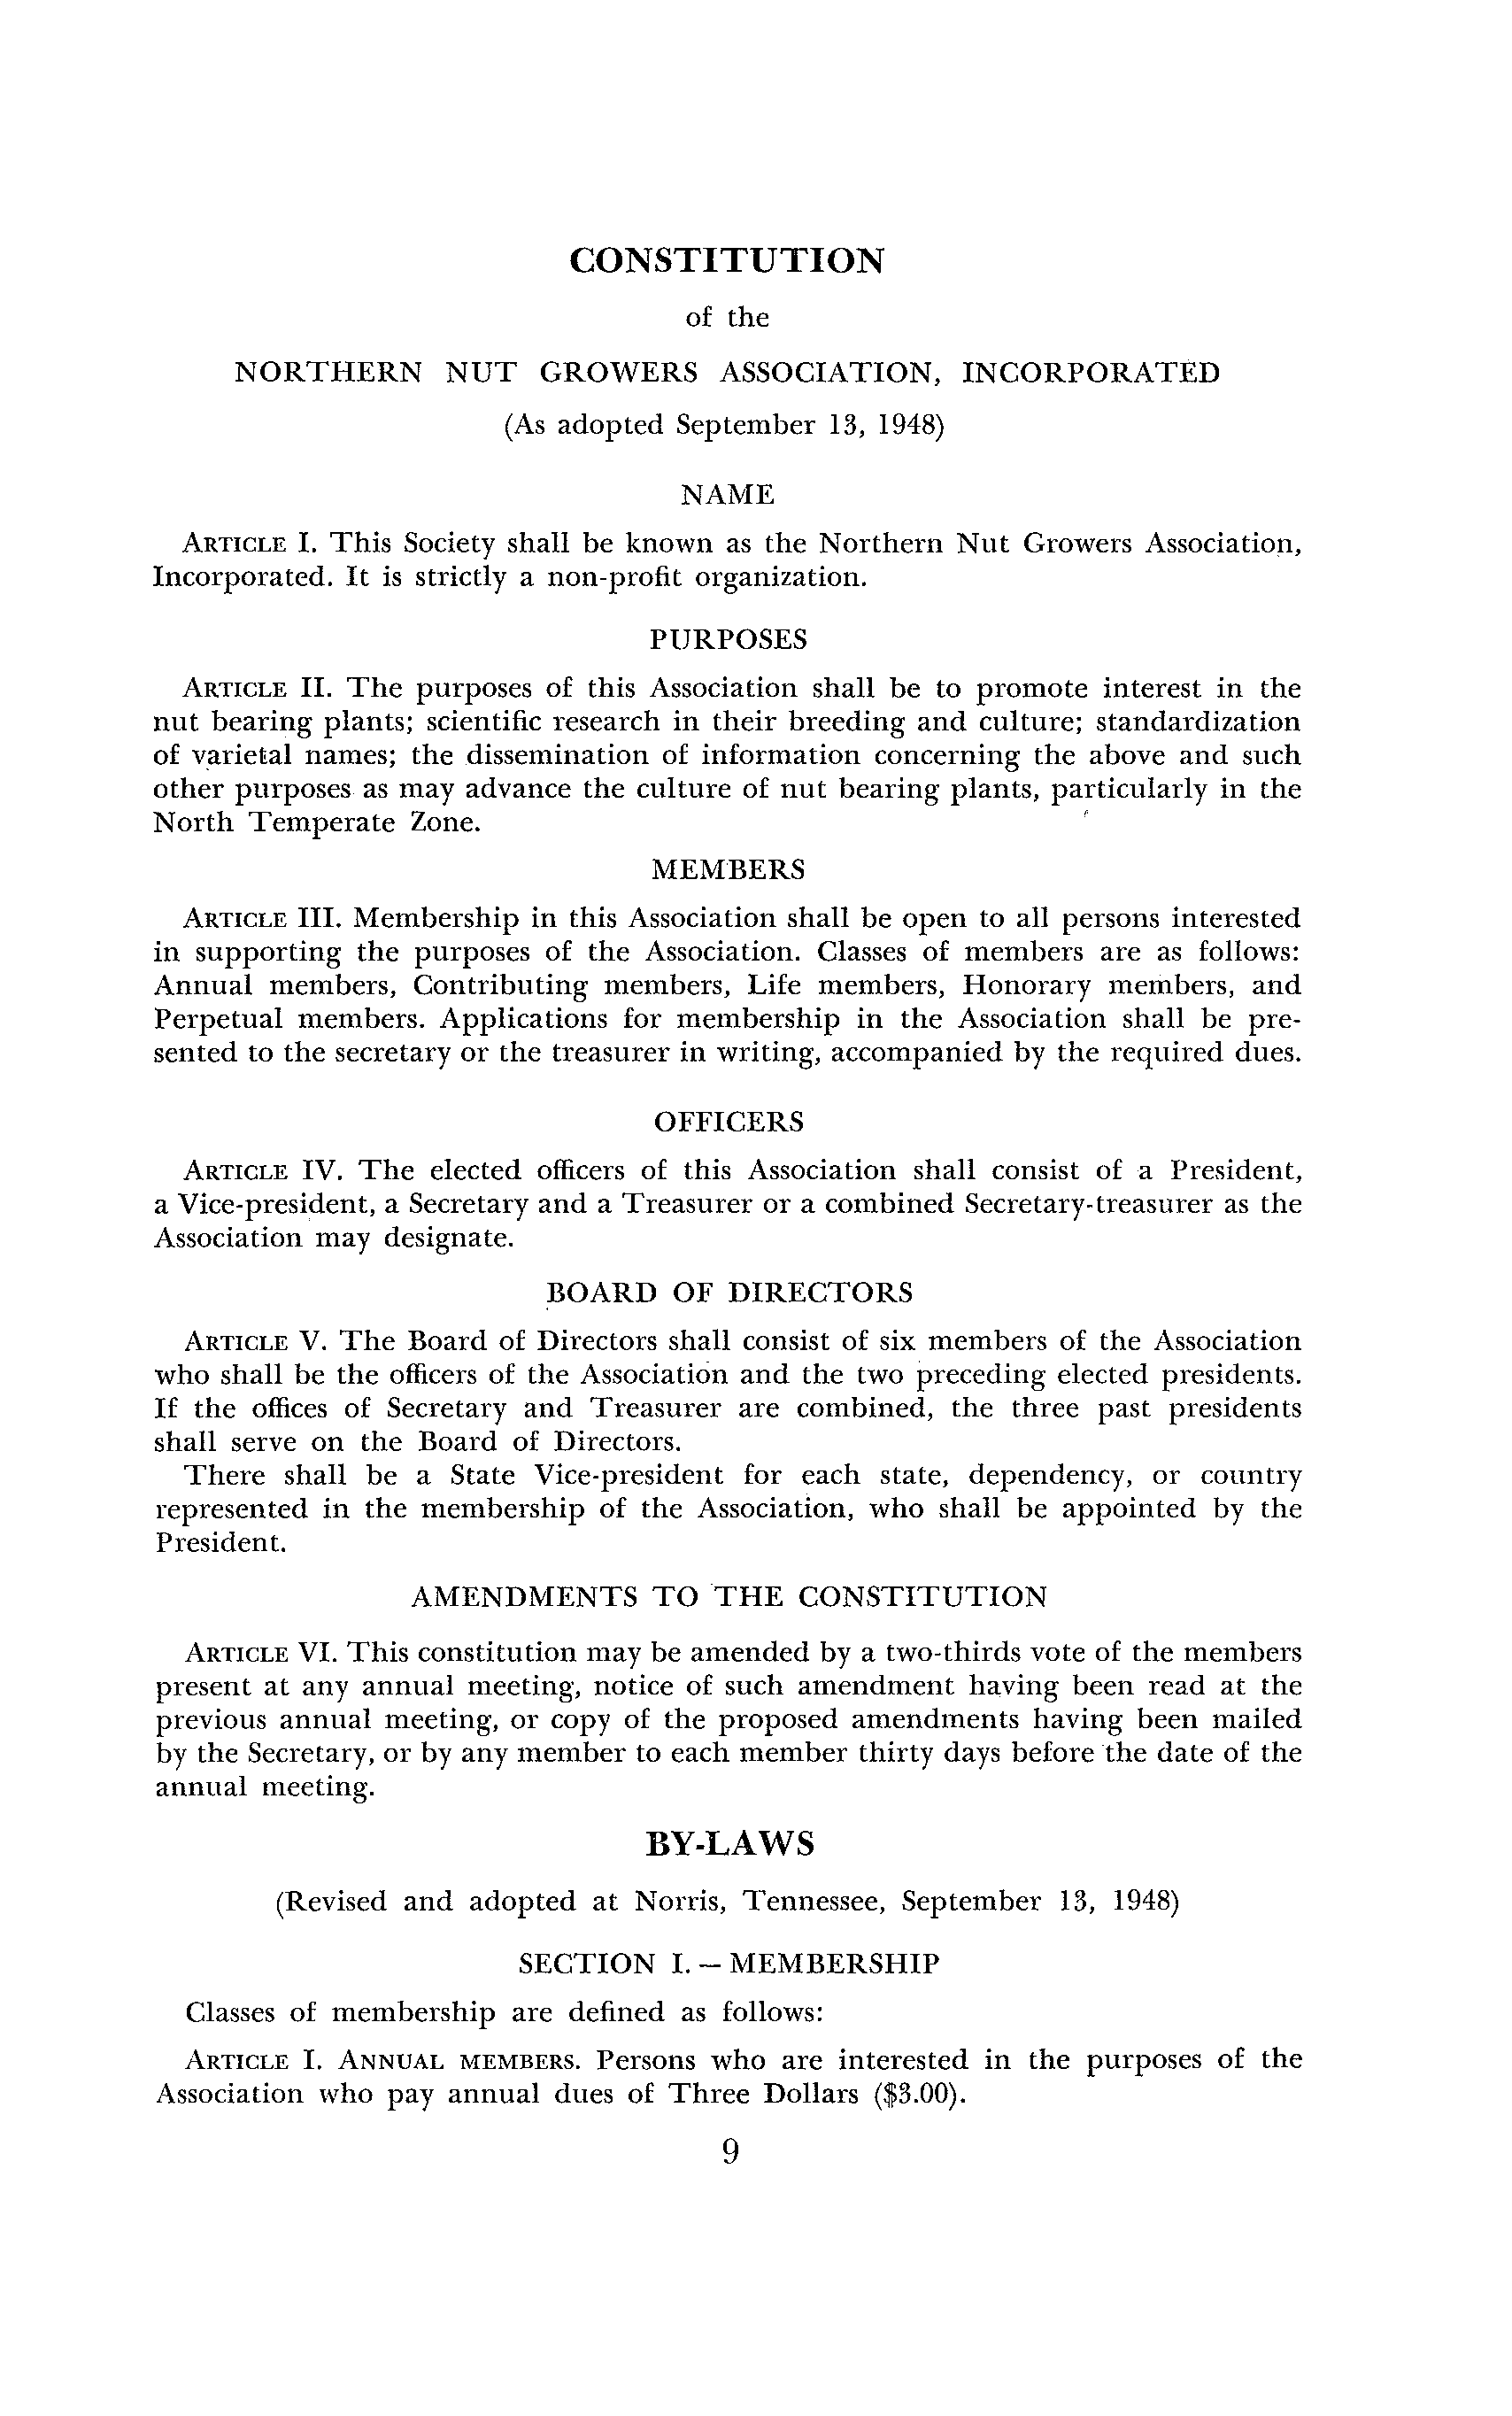 CONSTITUTION
of the
NORTHERN NUT GROWERS ASSOCIATION, INCORPORATED
(As adopted September 13, 1948)
NAME
ARTICLE I. This Society shall be known as the Northern Nut Growers Association,
Incorporated. It is strictly a non-profit organization.
PURPOSES
ARTICLE II. The purposes of this Association shall be to promote interest in the
nut bearing plants; scientific research in their breeding and culture; standardization
of varietal names; the dissemination of information concerning the above and such
other purposes as may advance the culture of nut bearing plants, particularly in the
North Temperate Zone.
MEMBERS
ARTICLE III. Membership in this Association shall be open to all persons interested
in supporting the purposes of the Association. Classes of members are as follows:
Annual members, Contributing members, Life members, Honorary members, and
Perpetual members. Applications for membership in the Association shall be pre-
sented to the secretary or the treasurer in writing, accompanied by the required dues.
OFFICERS
ARTICLE IV. The elected officers of this Association shall consist of a President,
a Vice-president, a Secretary and a Treasurer or a combined Secretary-treasurer as the
Association may designate.
BOARD OF DIRECTORS
ARTICLE V. The Board of Directors shall consist of six members of the Association
who shall be the officers of the Association and the two preceding elected presidents.
If the offices of Secretary and Treasurer are combined, the three past presidents
shall serve on the Board of Directors.
There shall be a State Vice-president for each state, dependency, or country
represented in the membership of the Association, who shall be appointed by the
President.
AMENDMENTS TO THE CONSTITUTION
ARTICLE VI. This constitution may be amended by a two-thirds vote of the members
present at any annual meeting, notice of such amendment having been read at the
previous annual meeting, or copy of the proposed amendments having been mailed
by the Secretary, or by any member to each member thirty days before the date of the
annual meeting.
BY-LAWS
(Revised and adopted at Norris, Tennessee, September 13, 1948)
SECTION I. — MEMBERSHIP
Classes of membership are defined as follows:
ARTICLE I. ANNUAL MEMBERS. Persons who are interested in the purposes of the
Association who pay annual dues of Three Dollars ($3.00).
9